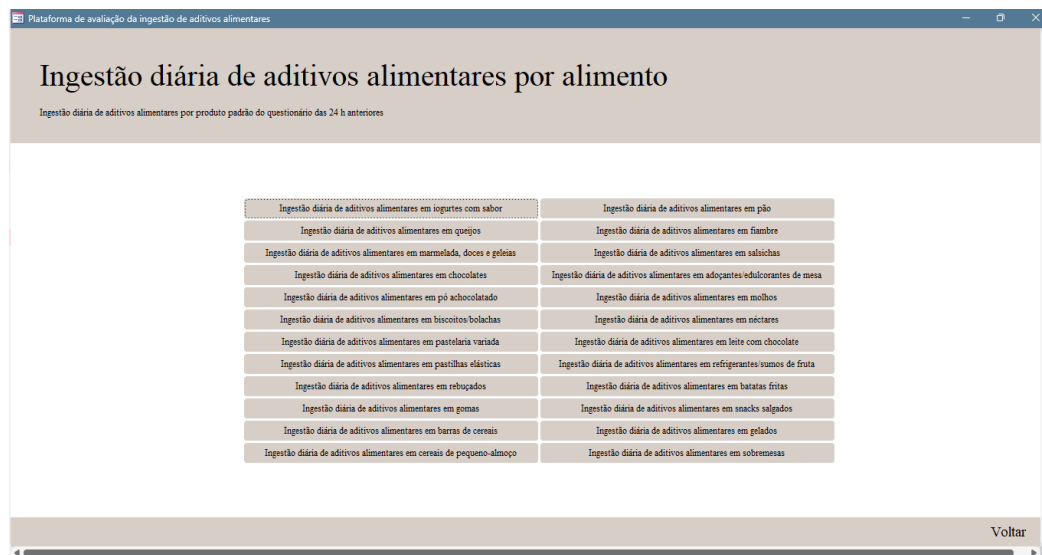 Plataforma de avaliação da ingestão de aditivos alimentares
Ingestão diária de aditivos alimentares por alimento
Ingestão diária de aditivos alimentares por produto padrão do questionário das 24 h anteriores
Ingestão diária de aditivos alimentares em iogurtes com sabor
Ingestão diária de aditivos alimentares em pão
Ingestão diária de aditivos alimentares em queijos
Ingestão diária de aditivos alimentares em fiambre
Ingestão diária de aditivos alimentares em marmelada, doces e geleias
Ingestão diária de aditivos alimentares em salsichas
Ingestão diária de aditivos alimentares em chocolates
Ingestão diária de aditivos alimentares em adoçantes/edulcorantes de mesa
Ingestão diária de aditivos alimentares em pó achocolatado
Ingestão diária de aditivos alimentares em molhos
Ingestão diária de aditivos alimentares em biscoitos/bolachas
Ingestão diária de aditivos alimentares em néctares
Ingestão diária de aditivos alimentares em pastelaria variada
Ingestão diária de aditivos alimentares em leite com chocolate
Ingestão diária de aditivos alimentares em pastilhas elásticas
Ingestão diária de aditivos alimentares em refrigerantes/sumos de fruta
Ingestão diária de aditivos alimentares em rebuçados
Ingestão diária de aditivos alimentares em batatas fritas
Ingestão diária de aditivos alimentares em gomas
Ingestão diária de aditivos alimentares em snacks salgados
Ingestão diária de aditivos alimentares em barras de cereais
Ingestão diária de aditivos alimentares em gelados
Ingestão diária de aditivos alimentares em cereais de pequeno-almoço
Ingestão diária de aditivos alimentares em sobremesas
Voltar